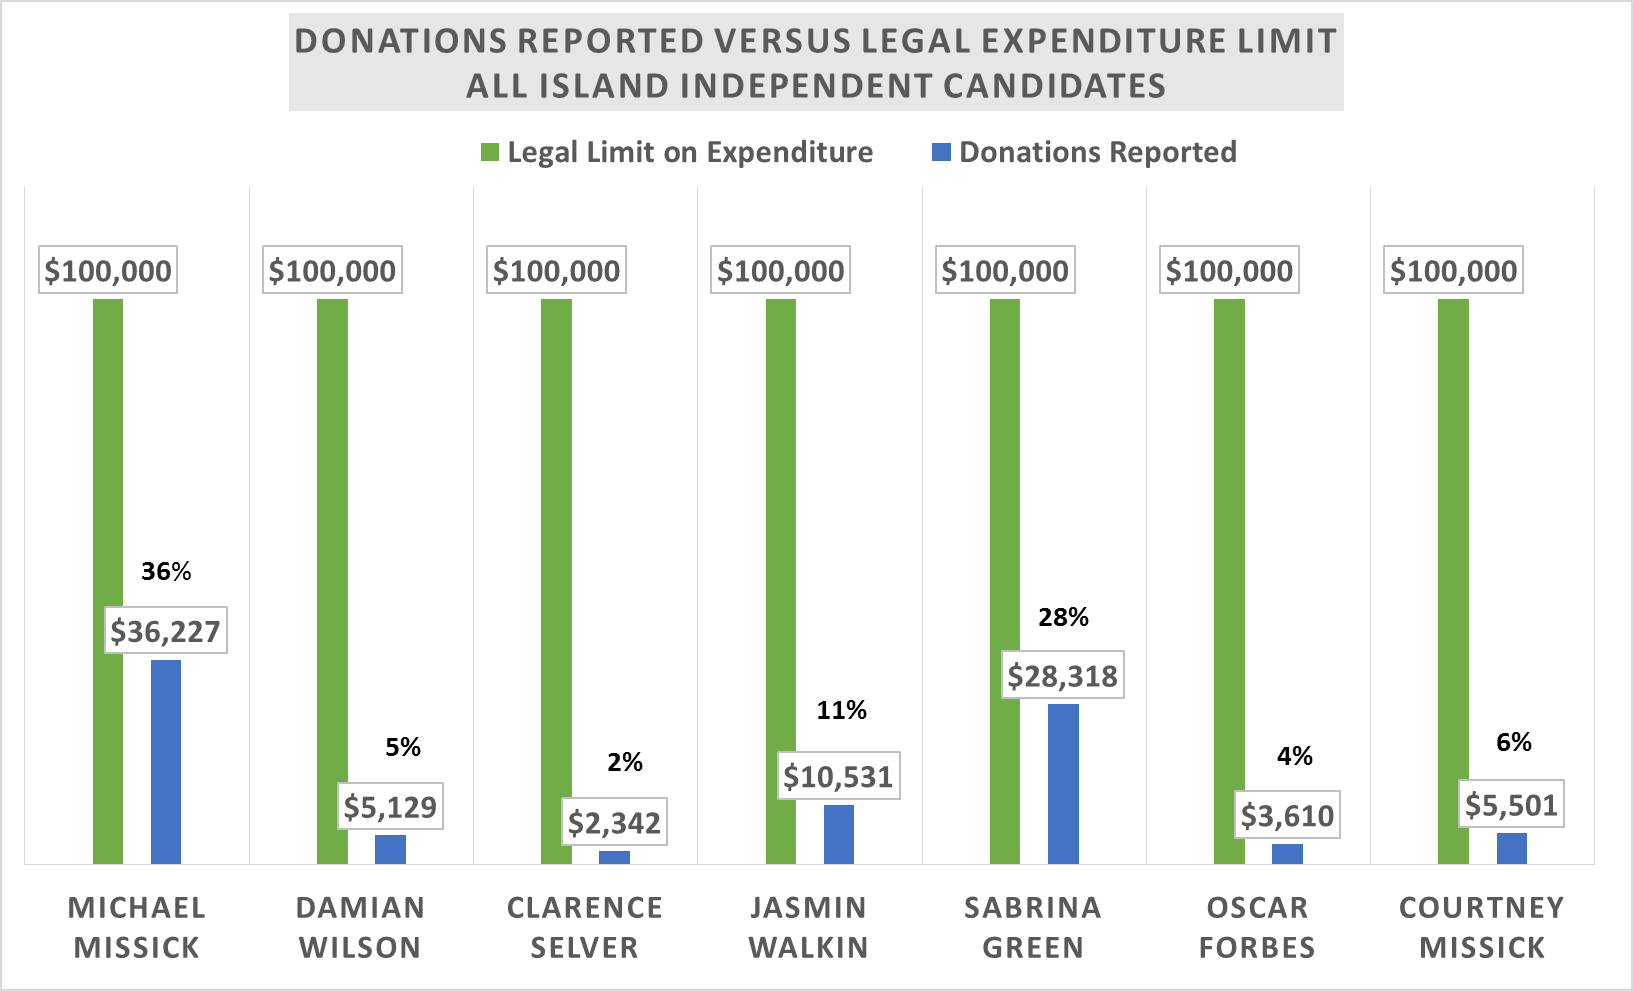 DONATIONS REPORTED VERSUS LEGAL EXPENDITURE LIMIT
ALL ISLAND INDEPENDENT CANDIDATES
Legal Limit on Expenditure Donations Reported
$100,000 $100,000 $100,000 $100,000 $100,000 $100,000 $100,000
36%
$36,227
5%
$5,129
2%
$2,342
11%
$10,531
28%
$28,318
4%
$3,610
6%
$5,501
MICHAEL
MISSICK
DAMIAN
WILSON
CLARENCE
SELVER
JASMIN
WALKIN
SABRINA
GREEN
OSCAR
FORBES
COURTNEY
MISSICK